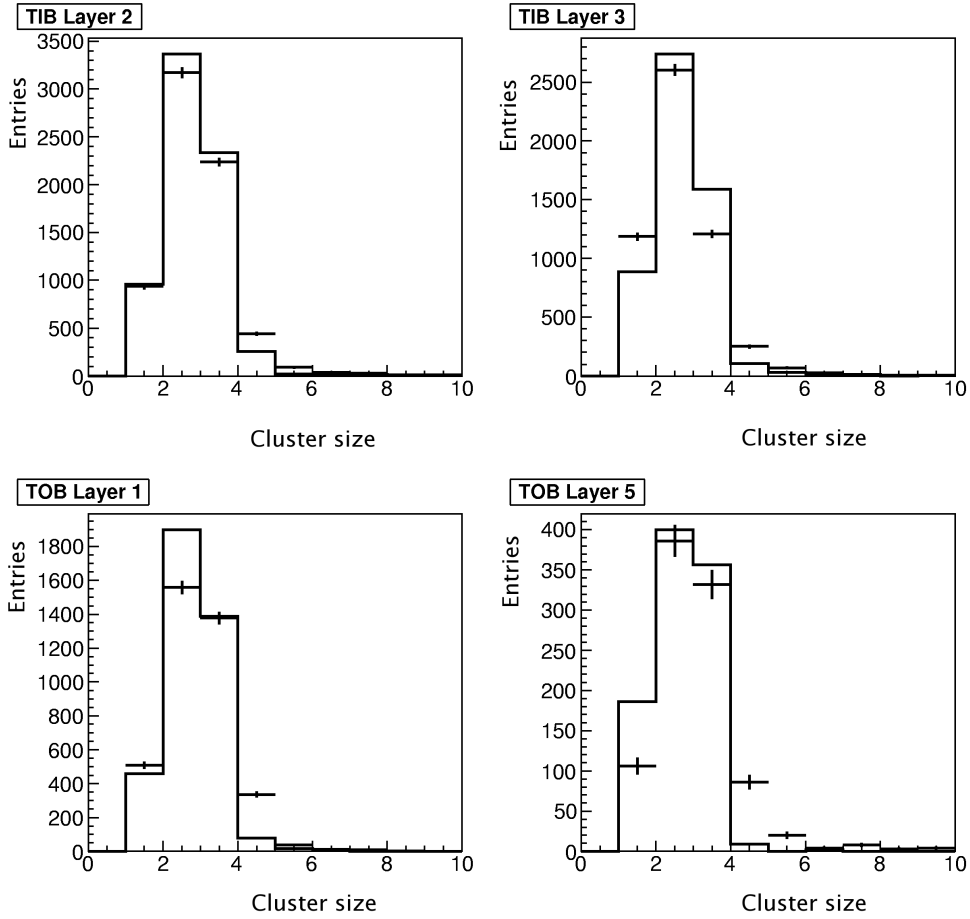 TIB Layer 2
3500
3000
2500
2000
1500
1000
500
0
Entries
0 2 4 6 8 10
Cluster size
TIB Layer 3
2500
2000
1500
1000
500
0
Entries
0 2 4 6 8 10
Cluster size
TOB Layer 1
1800
1600
1400
1200
1000
800
600
400
200
0
Entries
0 2 4 6 8 10
Cluster size
TOB Layer 5
400
350
300
250
200
150
100
50
0
Entries
0 2 4 6 8 10
Cluster size